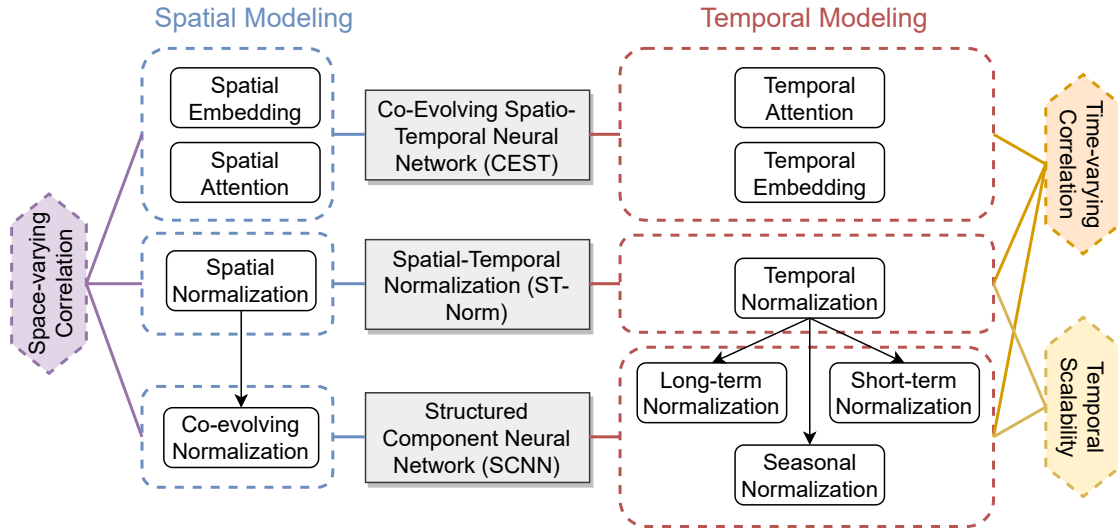 Spatial Modeling
Temporal Modeling
Spatial
Embedding
Spatial
Attention
Co-Evolving Spatio-
Temporal Neural
Network (CEST)
Temporal
Attention
Temporal
Embedding
Time-varying
Correlation
Space-varying
Correlation
Spatial
Normalization
Spatial-Temporal
Normalization (ST-
Norm)
Temporal
Normalization
Temporal
Scalability
Co-evolving
Normalization
Structured
Component Neural
Network (SCNN)
Long-term
Normalization
Short-term
Normalization
Seasonal
Normalization